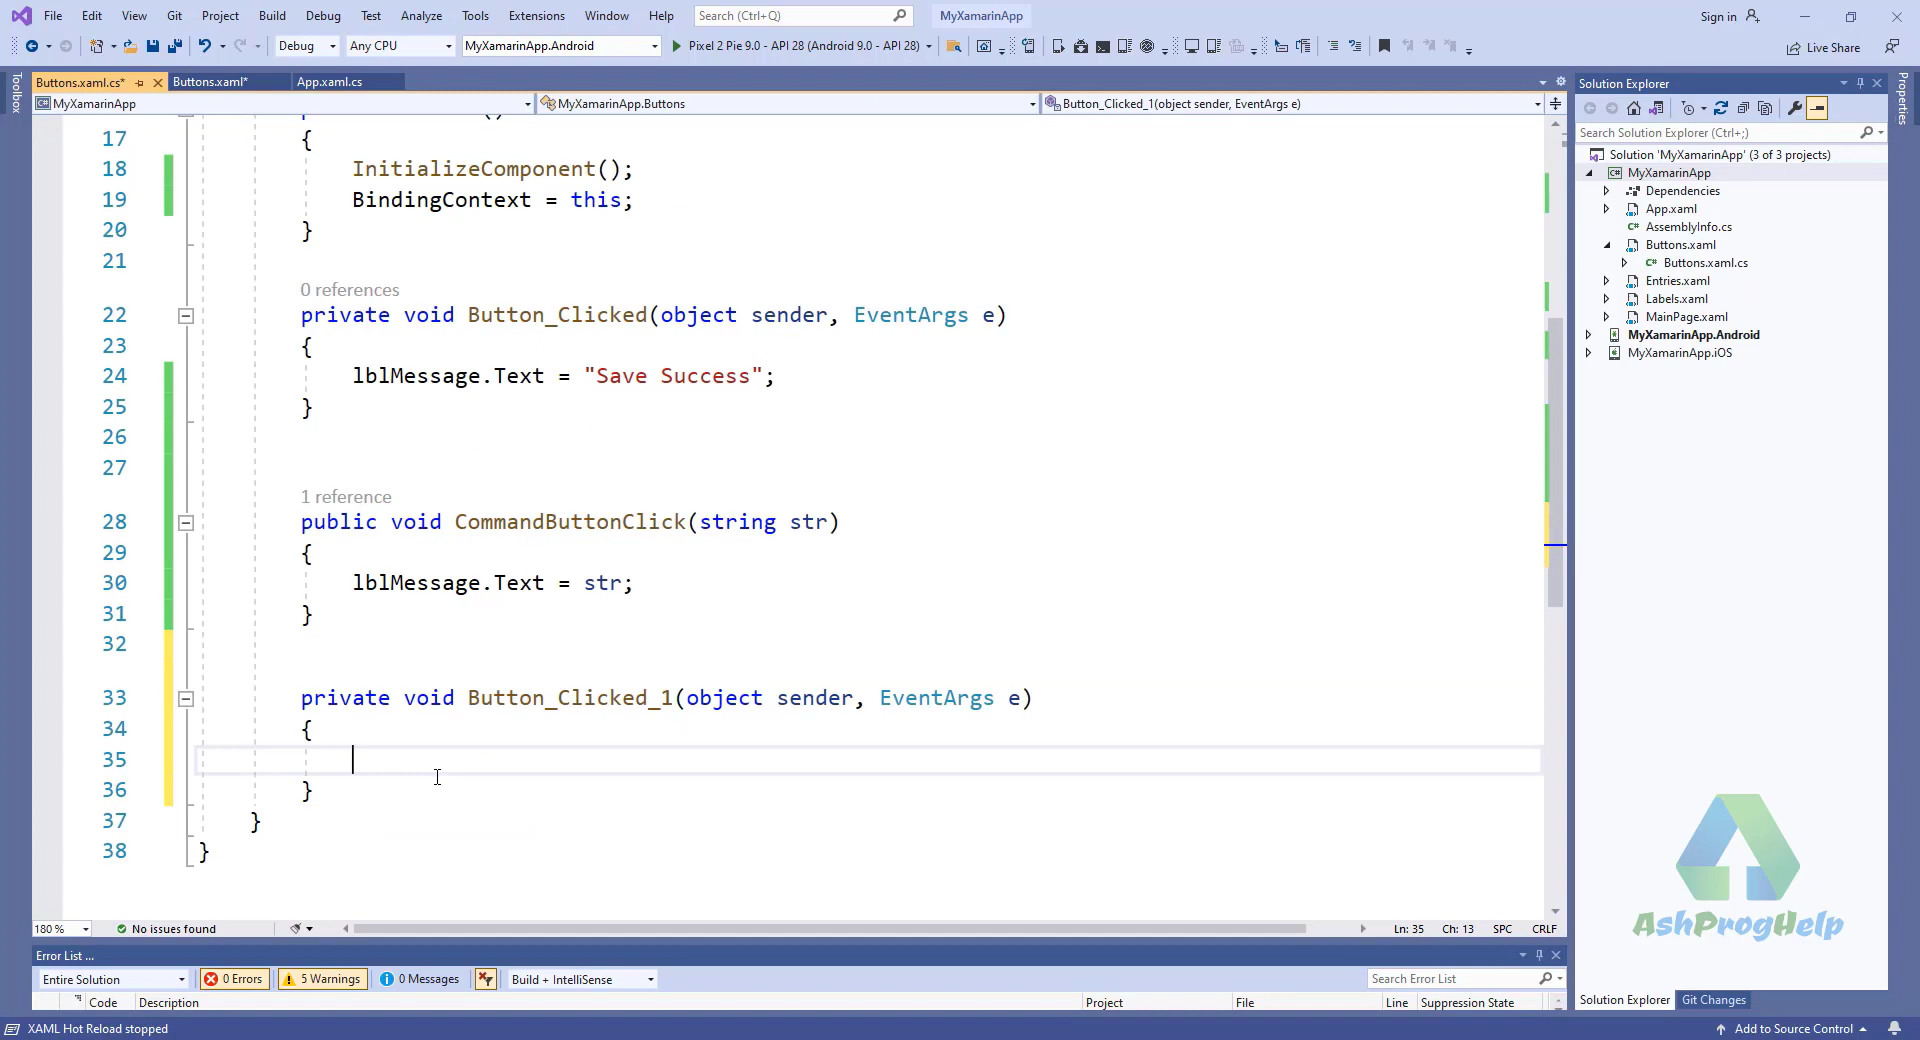 File Edit View Git Project Build Debug Test Analyze Tools Extensions Window Help Search (Ctrl+Q) MyXamarinApp Sign in
Debug Any CPU MyXamarinApp.Android Pixel 2 Pie 9.0 - API 28 (Android 9.0 - API 28) Live Share
Toolbox
Buttons.xaml.cs* Buttons.xaml* App.xaml.cs
MyXamarinApp MyXamarinApp.Buttons Button_Clicked_1(object sender, EventArgs e)
17 {
18 InitializeComponent();
19 BindingContext = this;
20 }
21
0 references
22 private void Button_Clicked(object sender, EventArgs e)
23 {
24 lblMessage.Text = "Save Success";
25 }
26
27
1 reference
28 public void CommandButtonClick(string str)
29 {
30 lblMessage.Text = str;
31 }
32
33 private void Button_Clicked_1(object sender, EventArgs e)
34 {
35
36 }
37 }
38 }
180 % No issues found Ln: 35 Ch: 13 SPC CRLF
Error List ...
Entire Solution 0 Errors 5 Warnings 0 Messages Build + IntelliSense Search Error List
Code Description Project File Line Suppression State
XAML Hot Reload stopped Add to Source Control
Solution Explorer
Search Solution Explorer (Ctrl+;)
Solution 'MyXamarinApp' (3 of 3 projects)
MyXamarinApp
Dependencies
App.xaml
AssemblyInfo.cs
Buttons.xaml
Buttons.xaml.cs
Entries.xaml
Labels.xaml
MainPage.xaml
MyXamarinApp.Android
MyXamarinApp.iOS
AshProgHelp
Solution Explorer Git Changes
Properties